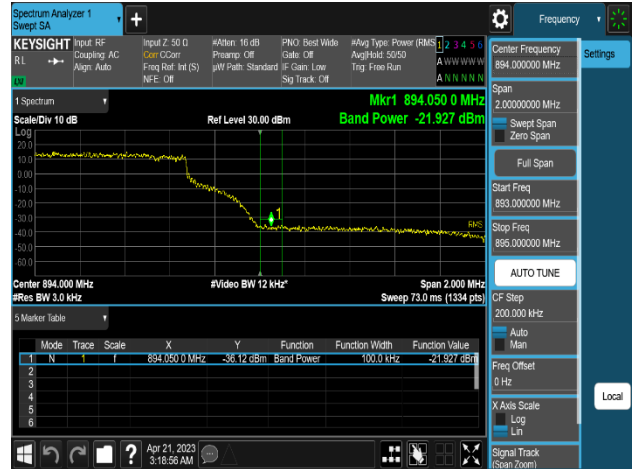 Spectrum Analyzer 1
Swept SA
+
Frequency
KEYSIGHT
RL
Input: RF
Coupling: AC
Align: Auto
Input Z: 50 Ω
Corr CCorr
Freq Ref: Int (S)
NFE: Off
#Atten: 16 dB
Preamp: Off
µW Path: Standard
PNO: Best Wide
Gate: Off
IF Gain: Low
Sig Track: Off
#Avg Type: Power (RMS)
Avg|Hold: 50/50
Trig: Free Run
1 2 3 4 5 6
A W W W W W
A N N N N N
LXI
1 Spectrum
Scale/Div 10 dB
Ref Level 30.00 dBm
Mkr1 894.050 0 MHz
Band Power -21.927 dBm
Log
20.0
10.0
0.00
-10.0
-20.0
-30.0
-40.0
-50.0
-60.0
1
RMS
Center 894.000 MHz
#Video BW 12 kHz*
Span 2.000 MHz
#Res BW 3.0 kHz
Sweep 73.0 ms (1334 pts)
5 Marker Table
Mode Trace Scale X Y Function Function Width Function Value
1 N 1 f 894.050 0 MHz -36.12 dBm Band Power 100.0 kHz -21.927 dBm
2
3
4
5
6
?
Apr 21, 2023
3:18:56 AM
Center Frequency
894.000000 MHz
Settings
Span
2.00000000 MHz
Swept Span
Zero Span
Full Span
Start Freq
893.000000 MHz
Stop Freq
895.000000 MHz
AUTO TUNE
CF Step
200.000 kHz
Auto
Man
Freq Offset
0 Hz
X Axis Scale
Log
Lin
Local
Signal Track
(Span Zoom)